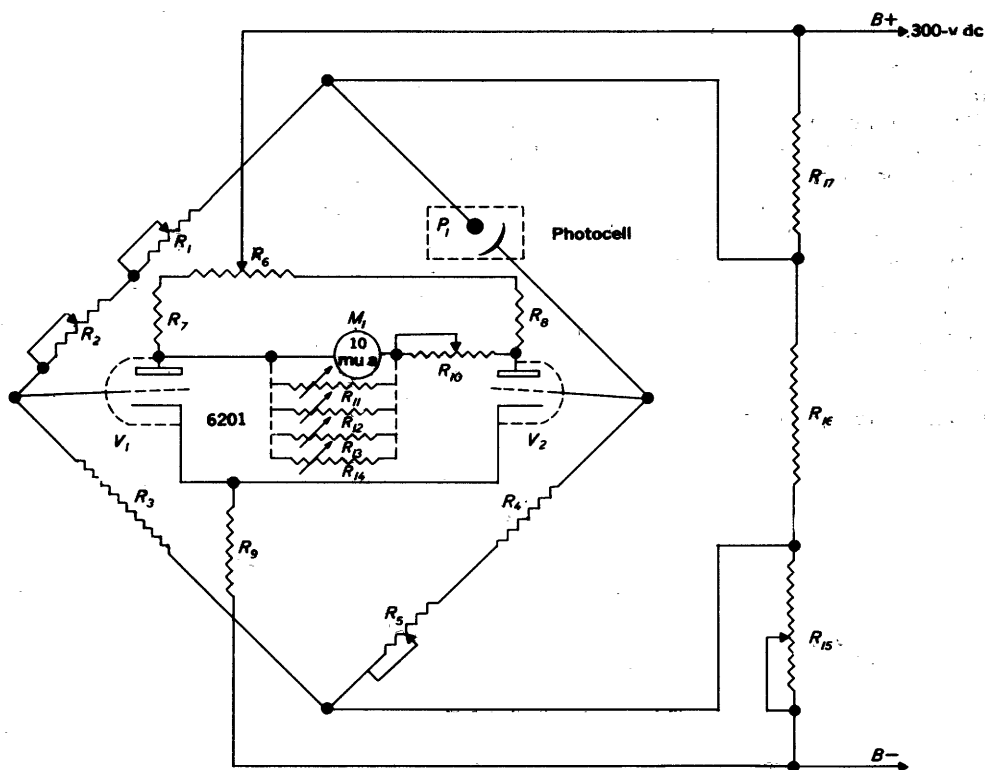 B+
300-v dc
R17
P1
Photocell
R1
R6
R2
R7
M1
10
mu a
R8
R10
R11
6201
R12
V1
R13
V2
R14
R16
R3
R4
R9
R5
R15
B−